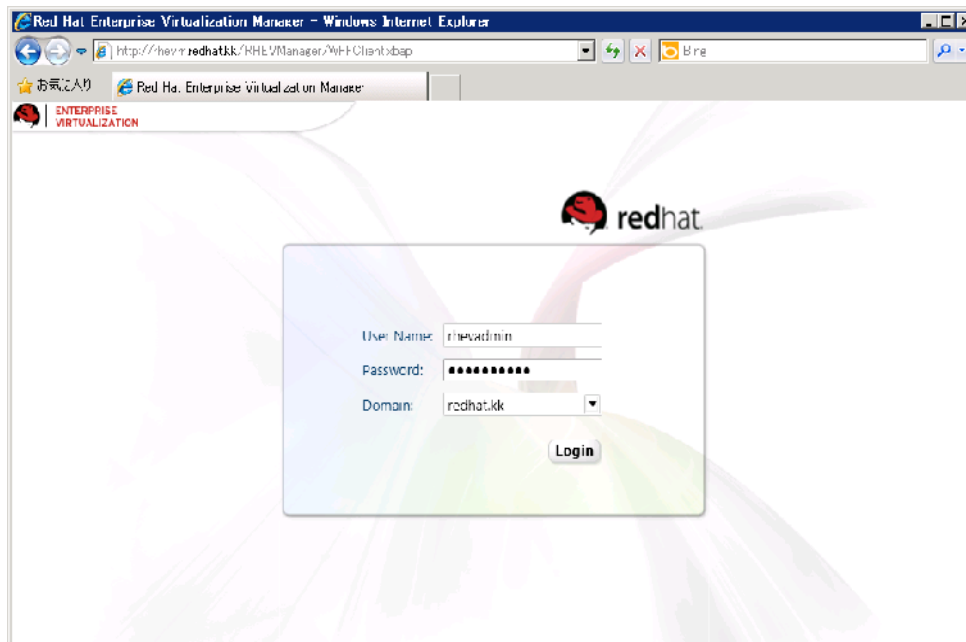 Red Hat Enterprise Virtualization Manager - Windows Internet Explorer
http://rhevm.redhat.kk/RHEVManager/WPFClient.xbap
Bing
お気に入り
Red Hat Enterprise Virtualization Manager
ENTERPRISE
VIRTUALIZATION
redhat.
User Name: rhevadmin
Password: ●●●●●●●●●●
Domain: redhat.kk
Login